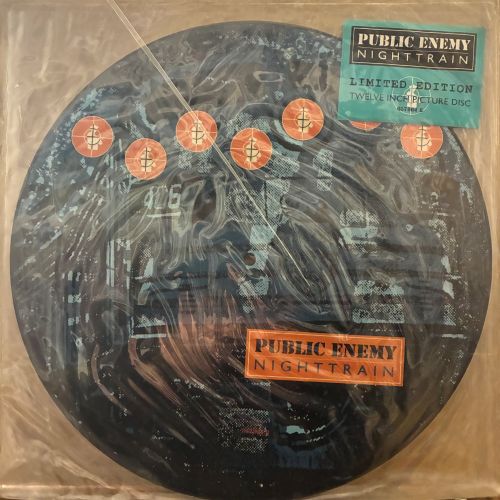 PUBLIC ENEMY
NIGHTTRAIN
LIMITED EDITION
TWELVE INCH PICTURE DISC
PUBLIC ENEMY
NIGHTTRAIN